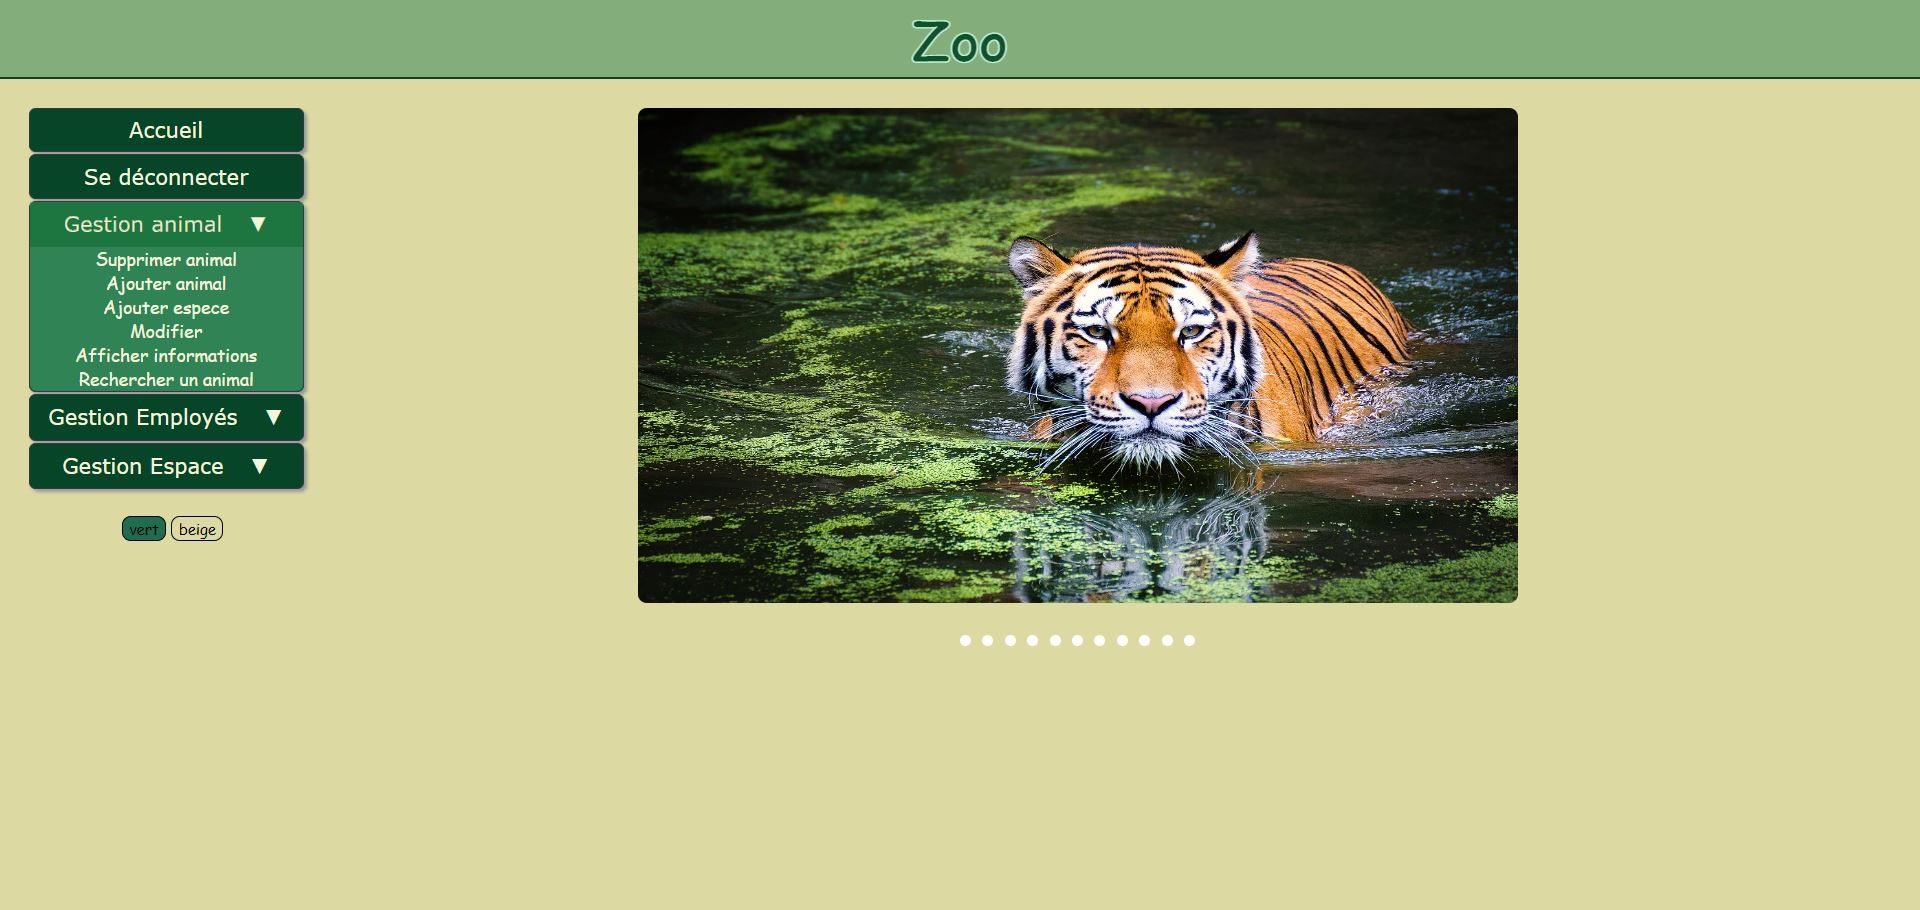 Zoo
Accueil
Se déconnecter
Gestion animal ▼
Supprimer animal
Ajouter animal
Ajouter espece
Modifier
Afficher informations
Rechercher un animal
Gestion Employés ▼
Gestion Espace ▼
vert beige